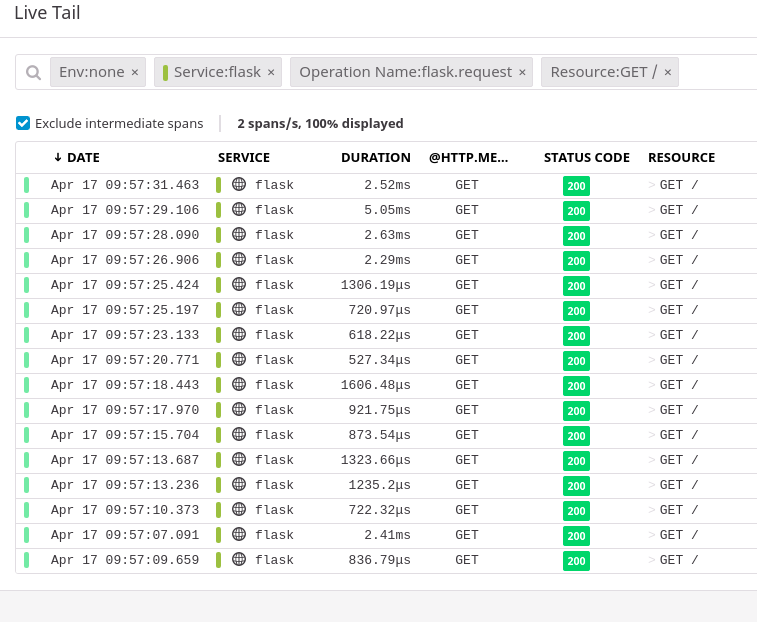 Live Tail
Env:none × Service:flask × Operation Name:flask.request × Resource:GET / ×
Exclude intermediate spans 2 spans/s, 100% displayed
↓ DATE SERVICE DURATION @HTTP.ME... STATUS CODE RESOURCE
Apr 17 09:57:31.463 flask 2.52ms GET 200 > GET /
Apr 17 09:57:29.106 flask 5.05ms GET 200 > GET /
Apr 17 09:57:28.090 flask 2.63ms GET 200 > GET /
Apr 17 09:57:26.906 flask 2.29ms GET 200 > GET /
Apr 17 09:57:25.424 flask 1306.19μs GET 200 > GET /
Apr 17 09:57:25.197 flask 720.97μs GET 200 > GET /
Apr 17 09:57:23.133 flask 618.22μs GET 200 > GET /
Apr 17 09:57:20.771 flask 527.34μs GET 200 > GET /
Apr 17 09:57:18.443 flask 1606.48μs GET 200 > GET /
Apr 17 09:57:17.970 flask 921.75μs GET 200 > GET /
Apr 17 09:57:15.704 flask 873.54μs GET 200 > GET /
Apr 17 09:57:13.687 flask 1323.66μs GET 200 > GET /
Apr 17 09:57:13.236 flask 1235.2μs GET 200 > GET /
Apr 17 09:57:10.373 flask 722.32μs GET 200 > GET /
Apr 17 09:57:07.091 flask 2.41ms GET 200 > GET /
Apr 17 09:57:09.659 flask 836.79μs GET 200 > GET /